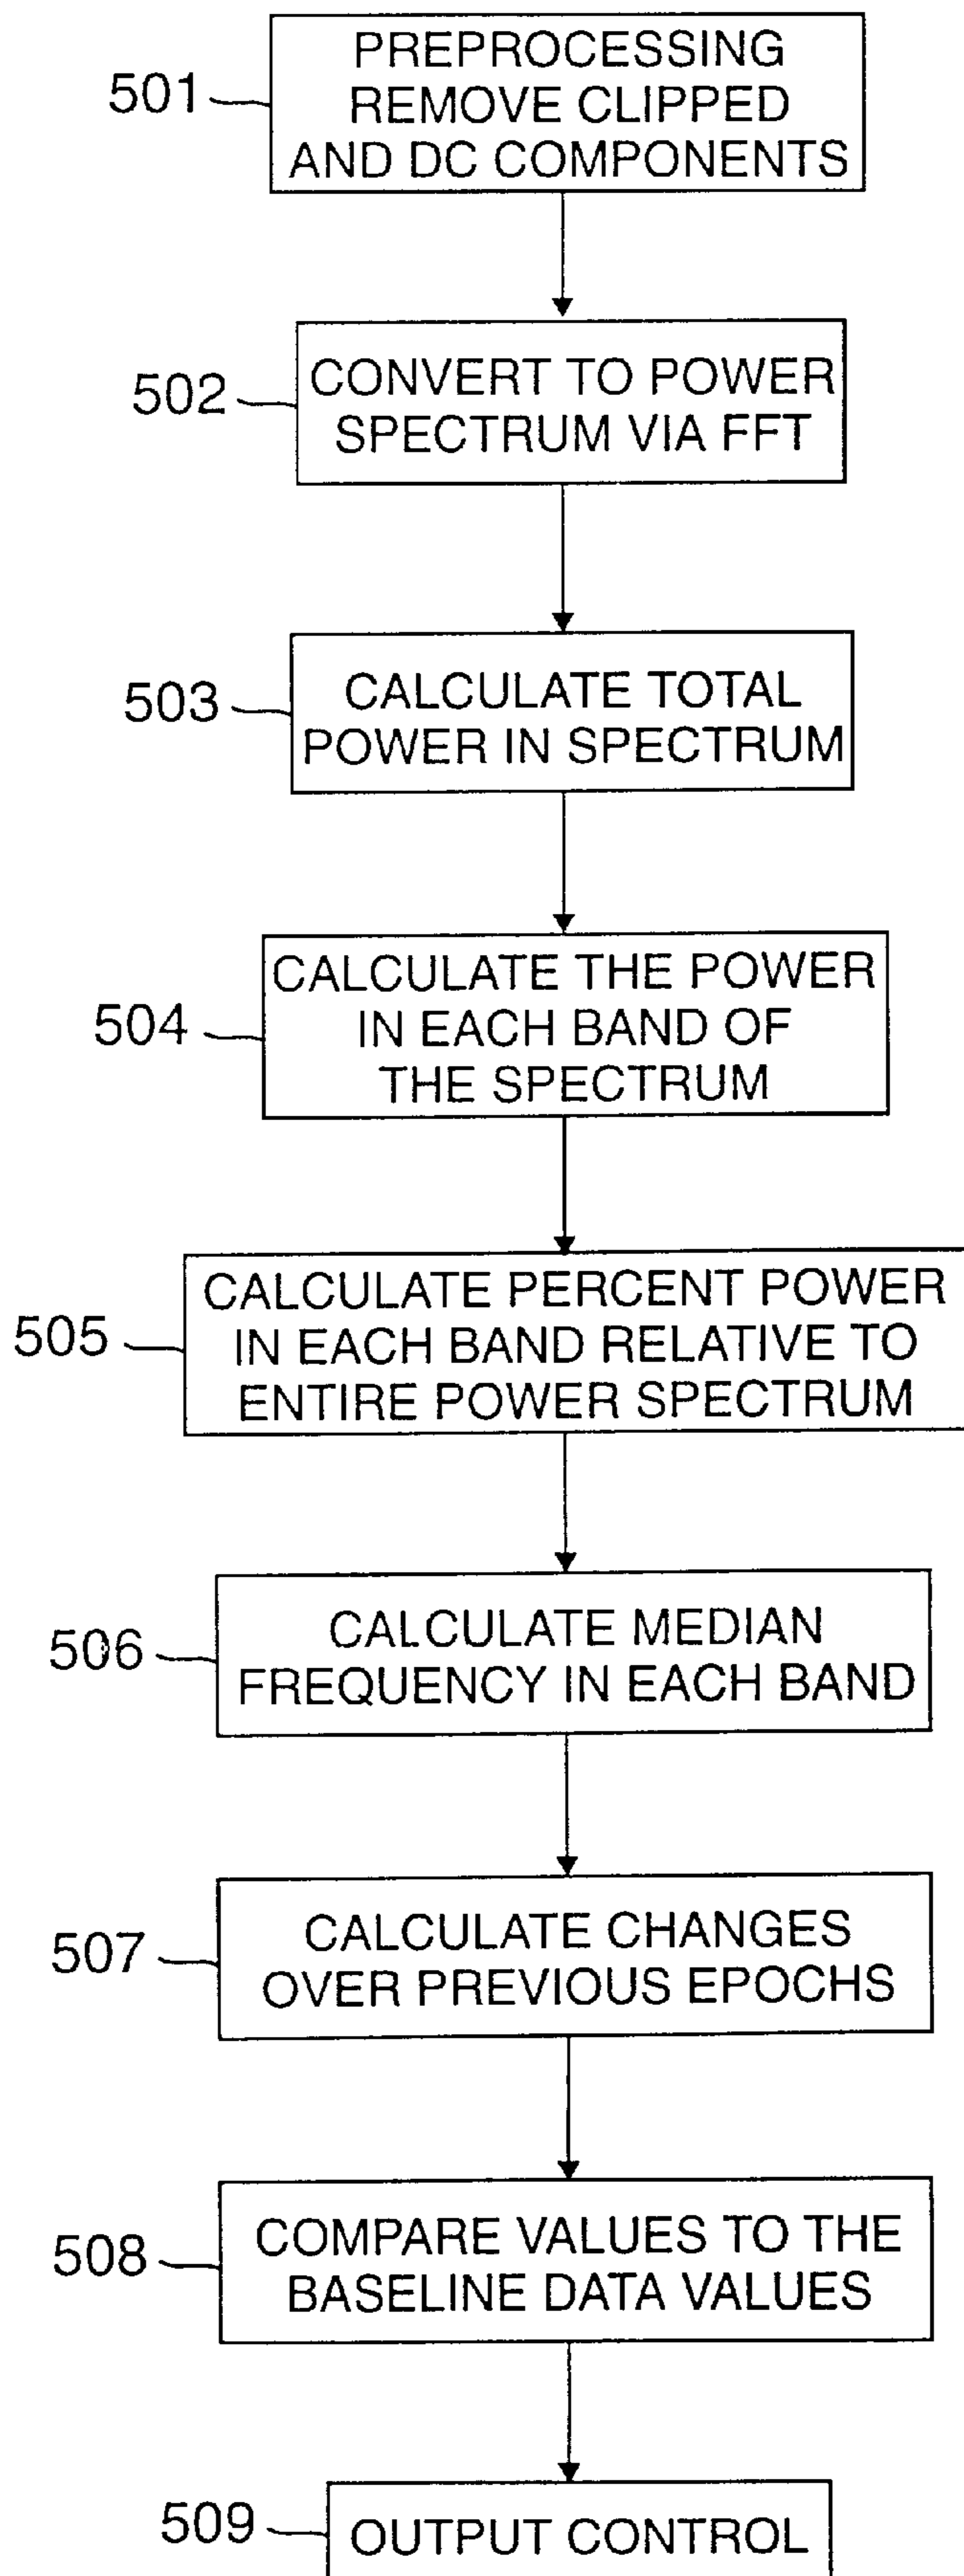 501
PREPROCESSING
REMOVE CLIPPED
AND DC COMPONENTS
502
CONVERT TO POWER
SPECTRUM VIA FFT
503
CALCULATE TOTAL
POWER IN SPECTRUM
504
CALCULATE THE POWER
IN EACH BAND OF
THE SPECTRUM
505
CALCULATE PERCENT POWER
IN EACH BAND RELATIVE TO
ENTIRE POWER SPECTRUM
506
CALCULATE MEDIAN
FREQUENCY IN EACH BAND
507
CALCULATE CHANGES
OVER PREVIOUS EPOCHS
508
COMPARE VALUES TO THE
BASELINE DATA VALUES
509
OUTPUT CONTROL